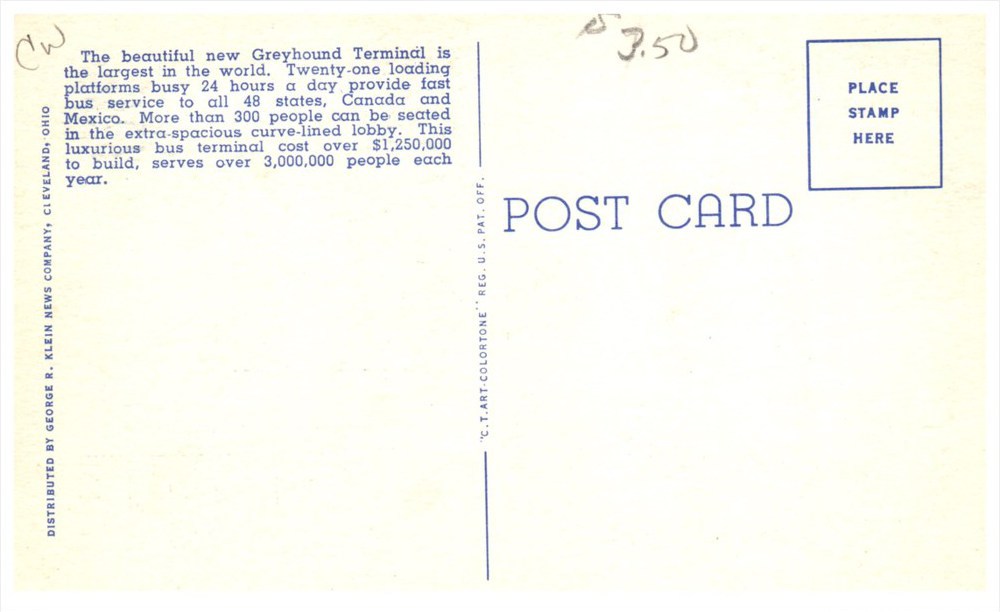 CW
The beautiful new Greyhound Terminal is
the largest in the world. Twenty-one loading
platforms busy 24 hours a day provide fast
bus service to all 48 states, Canada and
Mexico. More than 300 people can be seated
in the extra-spacious curve-lined lobby. This
luxurious bus terminal cost over $1,250,000
to build, serves over 3,000,000 people each
year.
DISTRIBUTED BY GEORGE R. KLEIN NEWS COMPANY, CLEVELAND, OHIO
"C.T. ART-COLORTONE" REG. U.S. PAT. OFF.
3.50
POST CARD
PLACE
STAMP
HERE